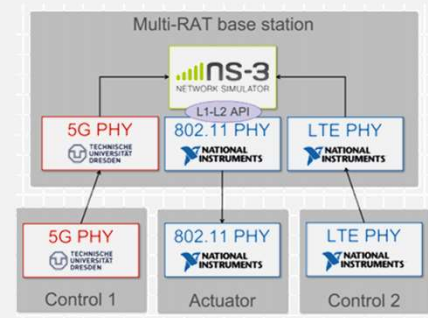 Multi-RAT base station
ns-3
NETWORK SIMULATOR
L1-L2 API
5G PHY
TECHNISCHE
UNIVERSITÄT
DRESDEN
802.11 PHY
NATIONAL
INSTRUMENTS
LTE PHY
NATIONAL
INSTRUMENTS
5G PHY
TECHNISCHE
UNIVERSITÄT
DRESDEN
Control 1
802.11 PHY
NATIONAL
INSTRUMENTS
Actuator
LTE PHY
NATIONAL
INSTRUMENTS
Control 2